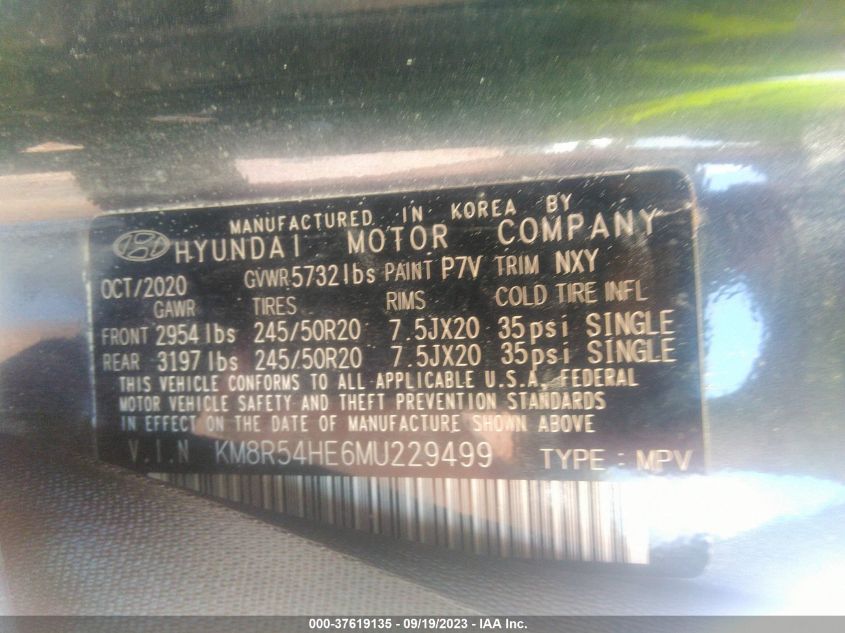 MANUFACTURED IN KOREA BY
HYUNDAI MOTOR COMPANY
OCT/2020 GVWR 5732 lbs PAINT P7V TRIM NXY
GAWR TIRES RIMS COLD TIRE INFL
FRONT 2954 lbs 245/50R20 7.5JX20 35psi SINGLE
REAR 3197 lbs 245/50R20 7.5JX20 35psi SINGLE
THIS VEHICLE CONFORMS TO ALL APPLICABLE U.S.A. FEDERAL
MOTOR VEHICLE SAFETY AND THEFT PREVENTION STANDARDS
IN EFFECT ON THE DATE OF MANUFACTURE SHOWN ABOVE
V.I.N KM8R54HE6MU229499 TYPE : MPV
000-37619135 - 09/19/2023 - IAA Inc.